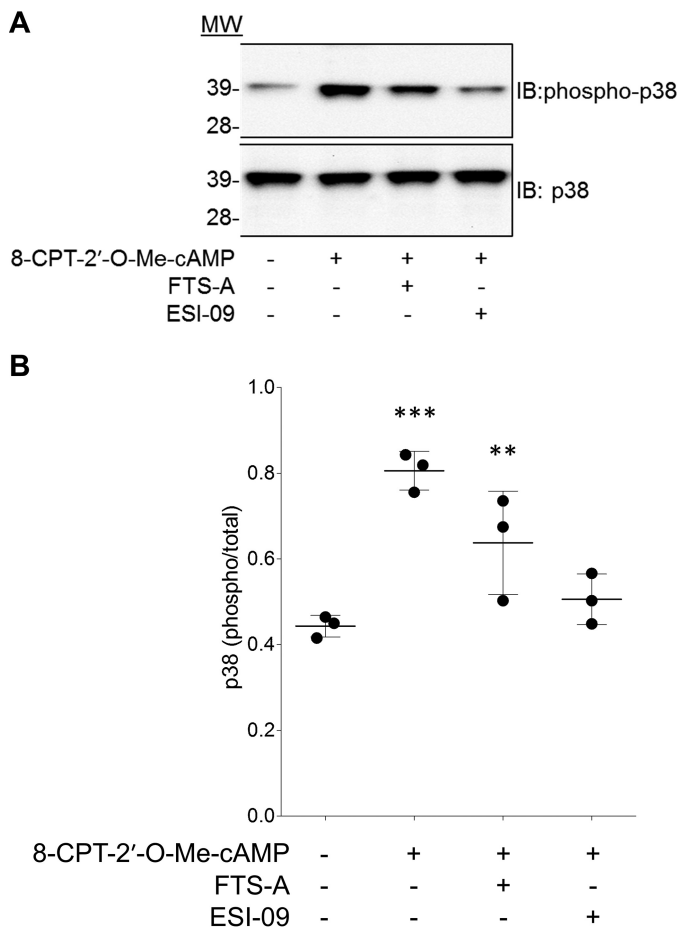 A
MW
39-
28-
IB:phospho-p38
39-
28-
IB: p38
8-CPT-2′-O-Me-cAMP - + + +
FTS-A - - + -
ESI-09 - - - +
B
p38 (phospho/total)
1.0
0.8
0.6
0.4
0.2
0.0
***
**
8-CPT-2′-O-Me-cAMP - + + +
FTS-A - - + -
ESI-09 - - - +